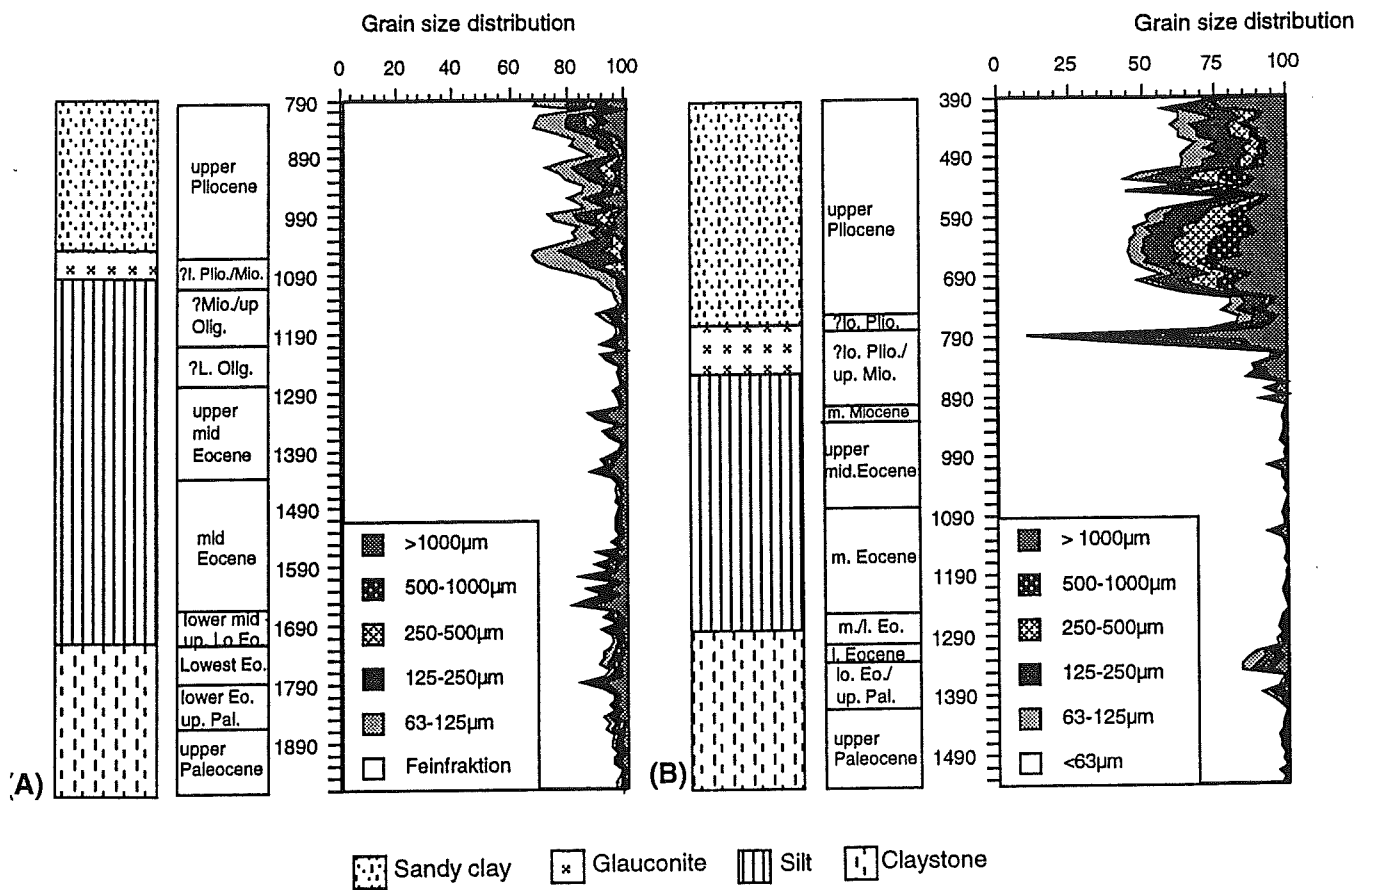 Grain size distribution
0 20 40 60 80 100
790
890
990
1090
1190
1290
1390
1490
1590
1690
1790
1890
upper
Pliocene
?l. Plio./Mio.
?Mio./up
Olig.
?L. Olig.
upper
mid
Eocene
mid
Eocene
lower mid
up. Lo Eo.
Lowest Eo.
lower Eo.
up. Pal.
upper
Paleocene
>1000µm
500-1000µm
250-500µm
125-250µm
63-125µm
Feinfraktion
(A)
Grain size distribution
0 25 50 75 100
390
490
590
690
790
890
990
1090
1190
1290
1390
1490
upper
Pliocene
?lo. Plio.
?lo. Plio./
up. Mio.
m. Miocene
upper
mid.Eocene
m. Eocene
m./l. Eo.
l. Eocene
lo. Eo./
up. Pal.
upper
Paleocene
> 1000µm
500-1000µm
250-500µm
125-250µm
63-125µm
<63µm
(B)
Sandy clay
Glauconite
Silt
Claystone